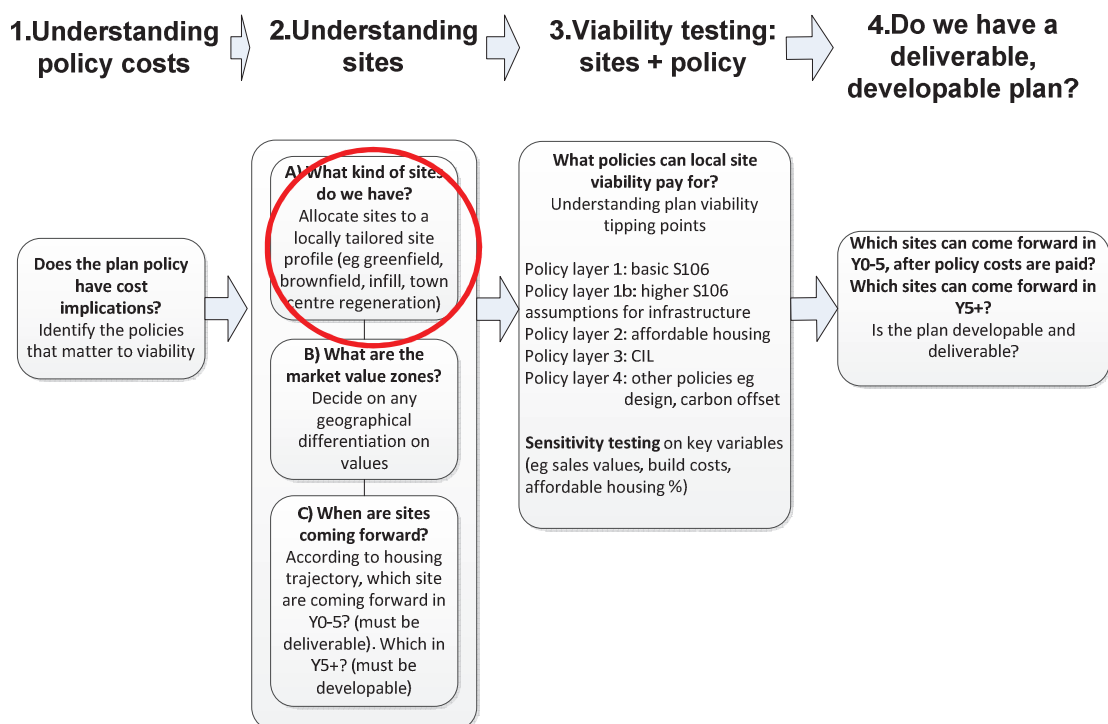 1.Understanding
policy costs
2.Understanding
sites
3.Viability testing:
sites + policy
4.Do we have a
deliverable,
developable plan?
Does the plan policy
have cost
implications?
Identify the policies
that matter to viability
A) What kind of sites
do we have?
Allocate sites to a
locally tailored site
profile (eg greenfield,
brownfield, infill, town
centre regeneration)
B) What are the
market value zones?
Decide on any
geographical
differentiation on
values
C) When are sites
coming forward?
According to housing
trajectory, which site
are coming forward in
Y0-5? (must be
deliverable). Which in
Y5+? (must be
developable)
What policies can local site
viability pay for?
Understanding plan viability
tipping points
Policy layer 1: basic S106
Policy layer 1b: higher S106
assumptions for infrastructure
Policy layer 2: affordable housing
Policy layer 3: CIL
Policy layer 4: other policies eg
design, carbon offset
Sensitivity testing on key variables
(eg sales values, build costs,
affordable housing %)
Which sites can come forward in
Y0-5, after policy costs are paid?
Which sites can come forward in
Y5+?
Is the plan developable and
deliverable?